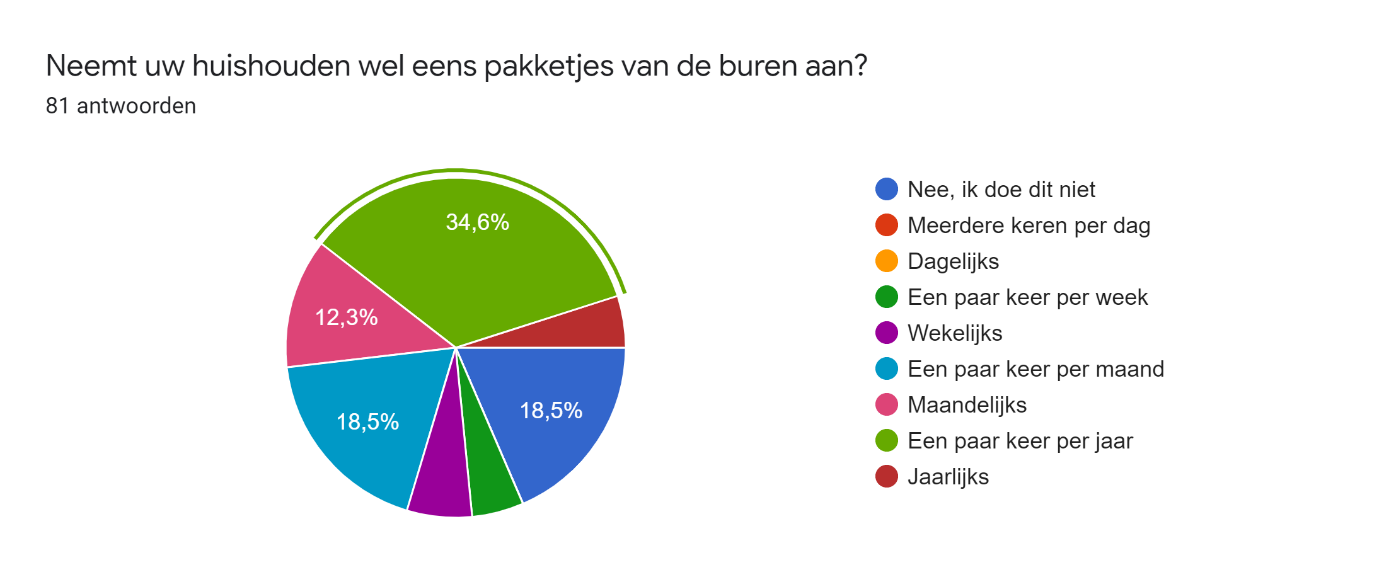 Neemt uw huishouden wel eens pakketjes van de buren aan?
81 antwoorden
34,6%
12,3%
18,5%
18,5%
Nee, ik doe dit niet
Meerdere keren per dag
Dagelijks
Een paar keer per week
Wekelijks
Een paar keer per maand
Maandelijks
Een paar keer per jaar
Jaarlijks